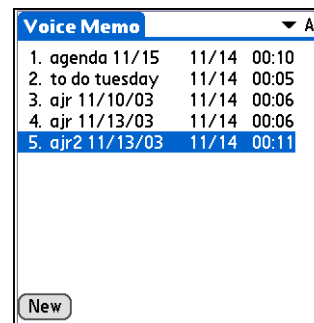 Voice Memo A
1. agenda 11/15 11/14 00:10
2. to do tuesday 11/14 00:05
3. ajr 11/10/03 11/14 00:06
4. ajr 11/13/03 11/14 00:06
5. ajr2 11/13/03 11/14 00:11
New